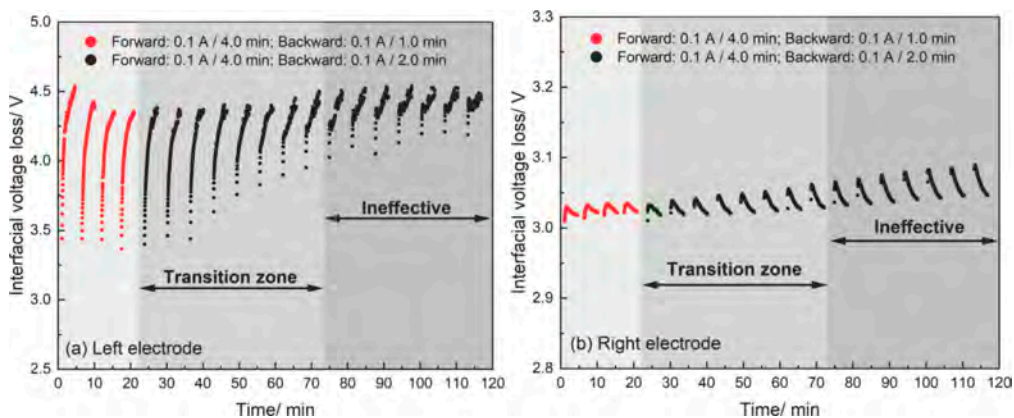 5.0
4.5
4.0
3.5
3.0
2.5
Interfacial voltage loss/ V
Forward: 0.1 A / 4.0 min; Backward: 0.1 A / 1.0 min
Forward: 0.1 A / 4.0 min; Backward: 0.1 A / 2.0 min
Ineffective
Transition zone
(a) Left electrode
0 10 20 30 40 50 60 70 80 90 100 110 120
Time/ min
3.3
3.2
3.1
3.0
2.9
2.8
Interfacial voltage loss/ V
Forward: 0.1 A / 4.0 min; Backward: 0.1 A / 1.0 min
Forward: 0.1 A / 4.0 min; Backward: 0.1 A / 2.0 min
Ineffective
Transition zone
(b) Right electrode
0 10 20 30 40 50 60 70 80 90 100 110 120
Time/ min